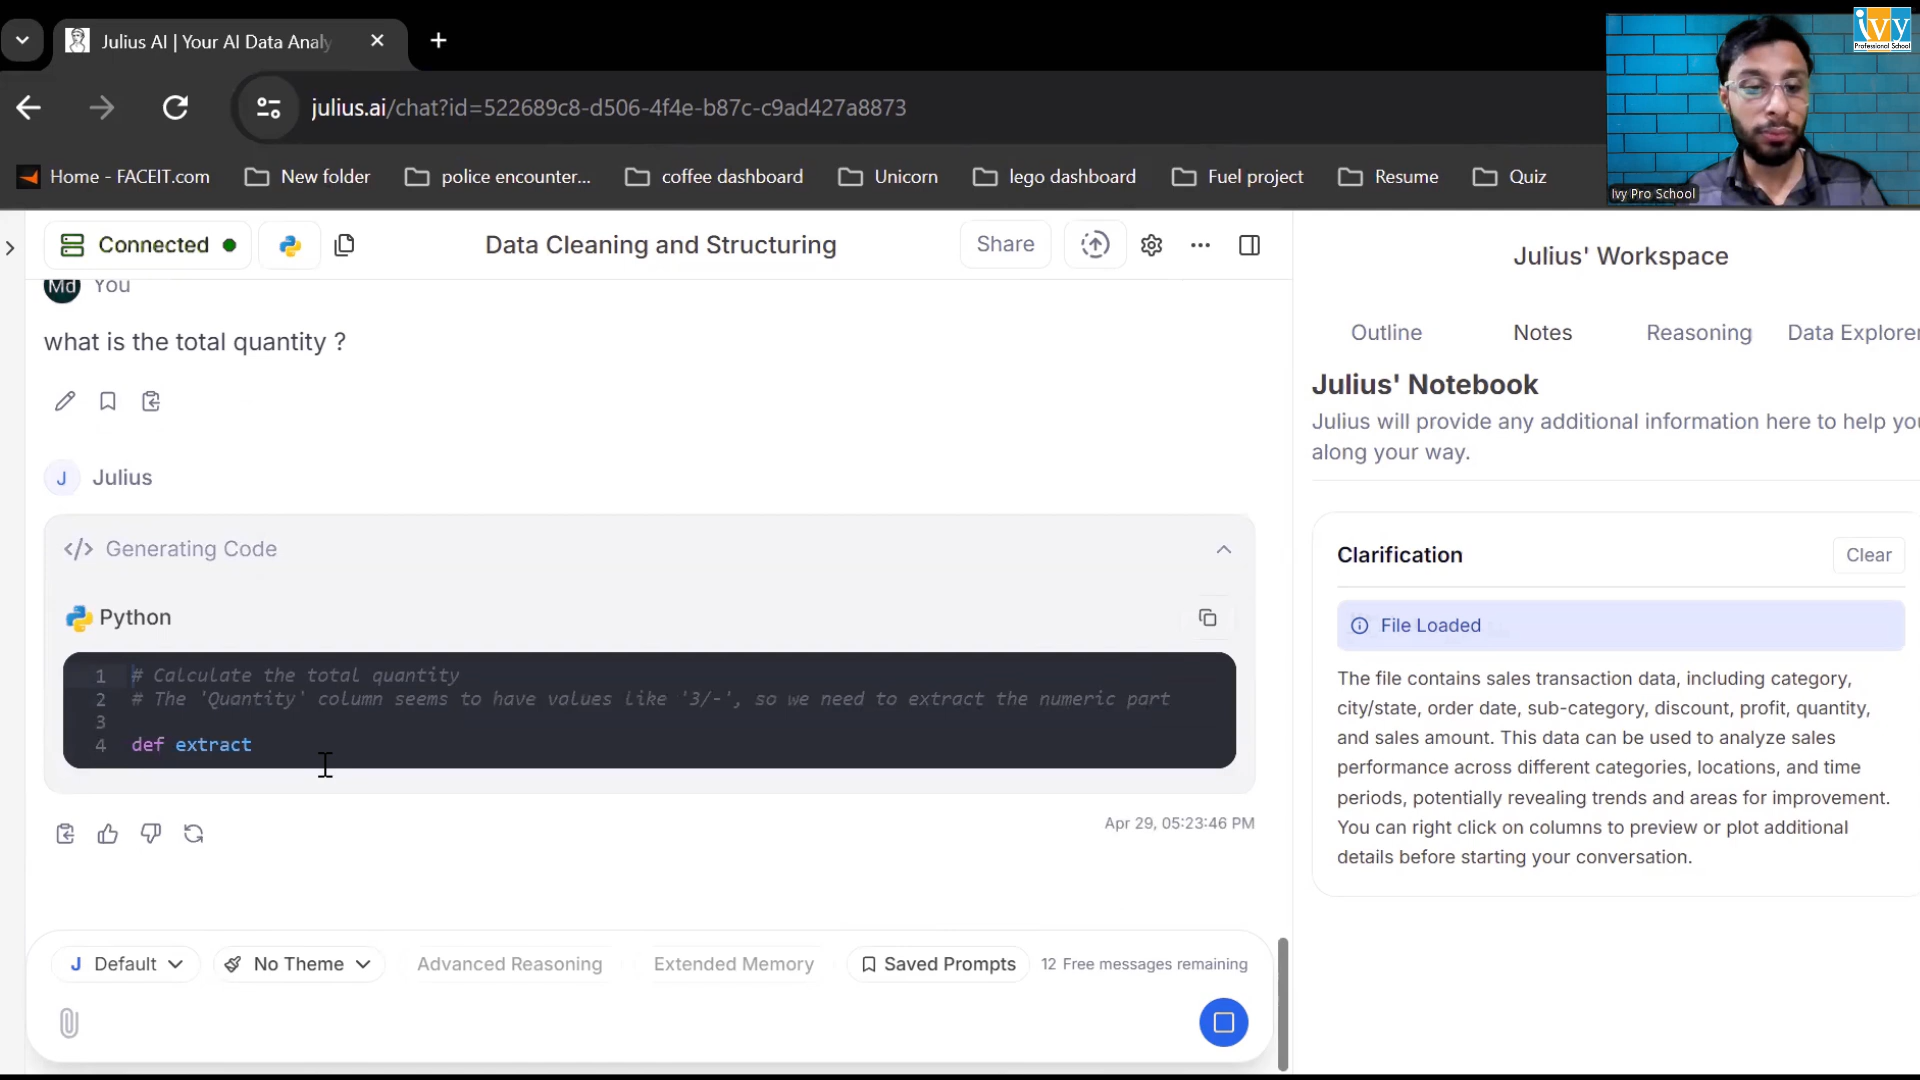 Julius AI | Your AI Data Analy
ivy
Professional School
julius.ai/chat?id=522689c8-d506-4f4e-b87c-c9ad427a8873
Home - FACEIT.com
New folder
police encounter...
coffee dashboard
Unicorn
lego dashboard
Fuel project
Resume
Quiz
Ivy Pro School
Connected
Data Cleaning and Structuring
Share
Julius' Workspace
Md You
what is the total quantity ?
Outline
Notes
Reasoning
Data Explorer
Julius' Notebook
Julius will provide any additional information here to help you
along your way.
J Julius
</> Generating Code
Python
1 # Calculate the total quantity
2 # The 'Quantity' column seems to have values like '3/-', so we need to extract the numeric part
3
4 def extract
Apr 29, 05:23:46 PM
Clarification
Clear
File Loaded
The file contains sales transaction data, including category,
city/state, order date, sub-category, discount, profit, quantity,
and sales amount. This data can be used to analyze sales
performance across different categories, locations, and time
periods, potentially revealing trends and areas for improvement.
You can right click on columns to preview or plot additional
details before starting your conversation.
J Default
No Theme
Advanced Reasoning
Extended Memory
Saved Prompts
12 Free messages remaining